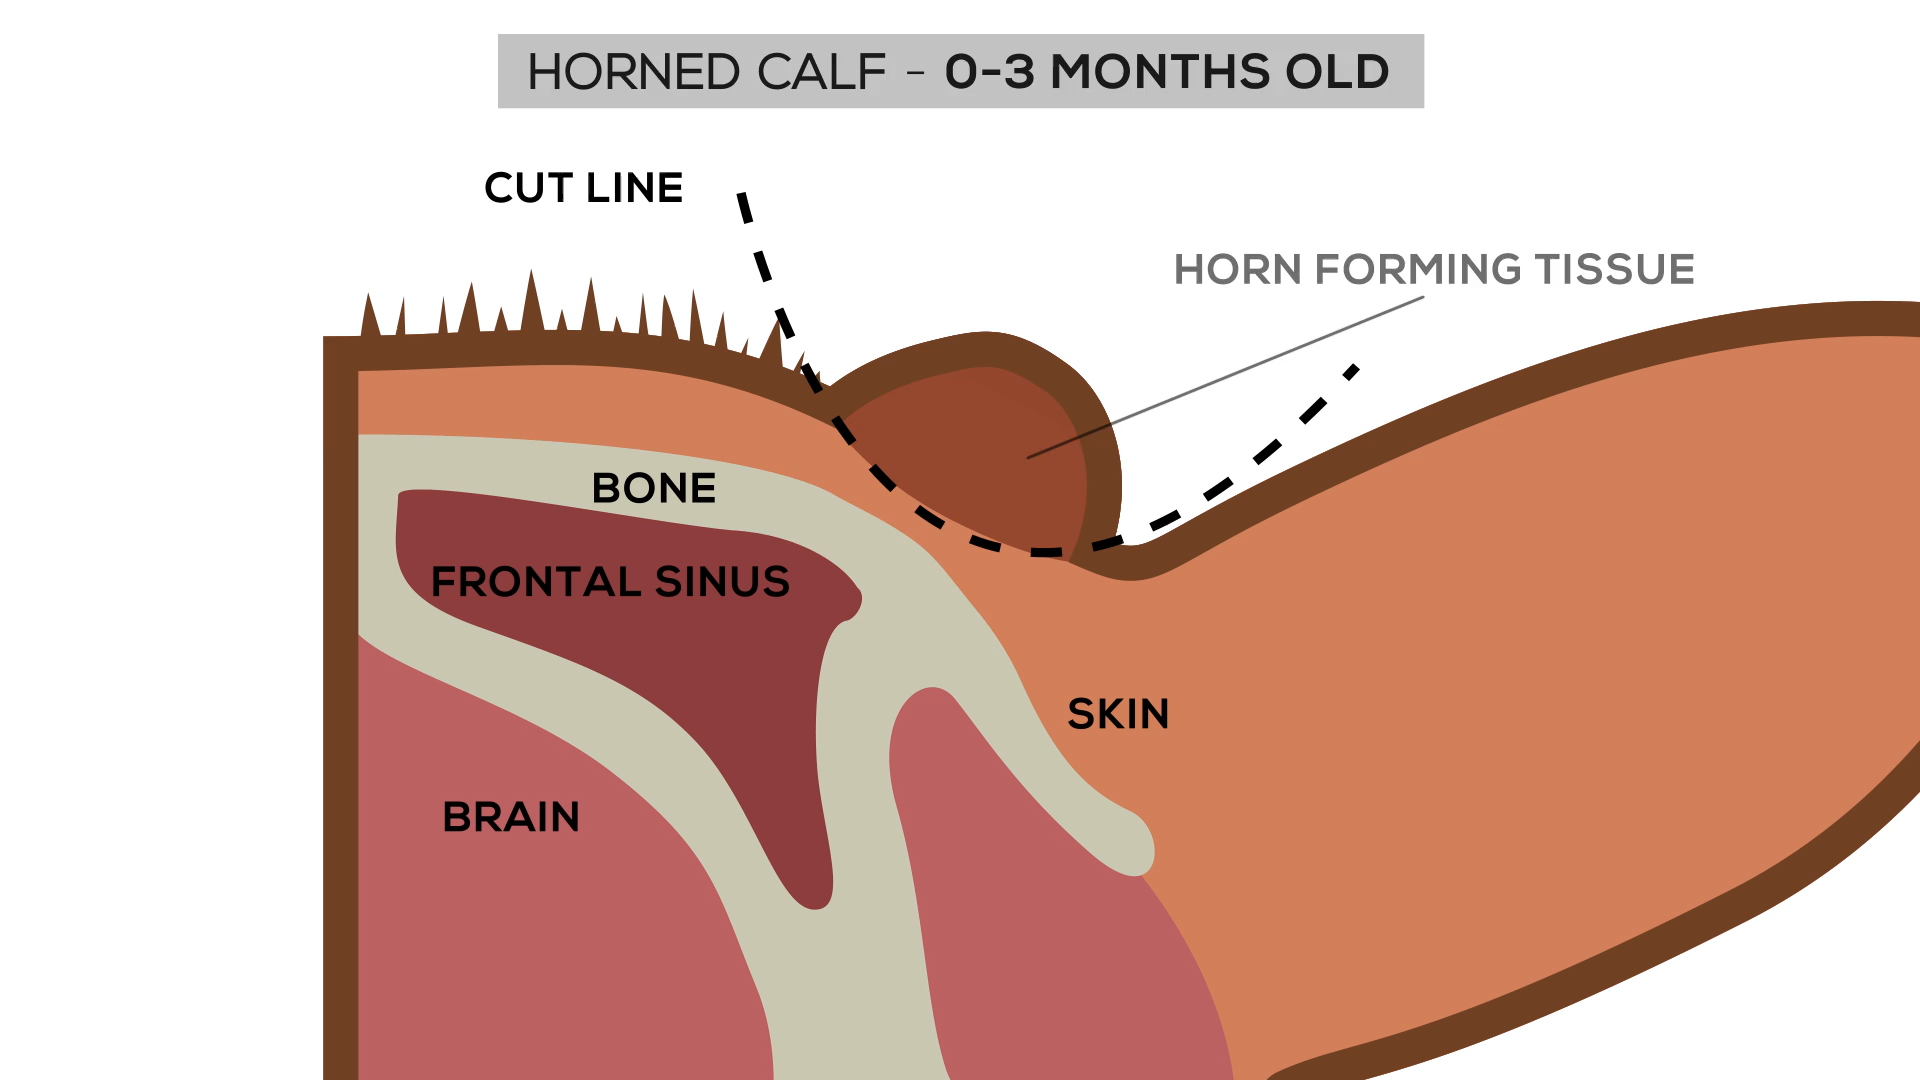 HORNED CALF - 0-3 MONTHS OLD
CUT LINE
HORN FORMING TISSUE
BONE
FRONTAL SINUS
SKIN
BRAIN